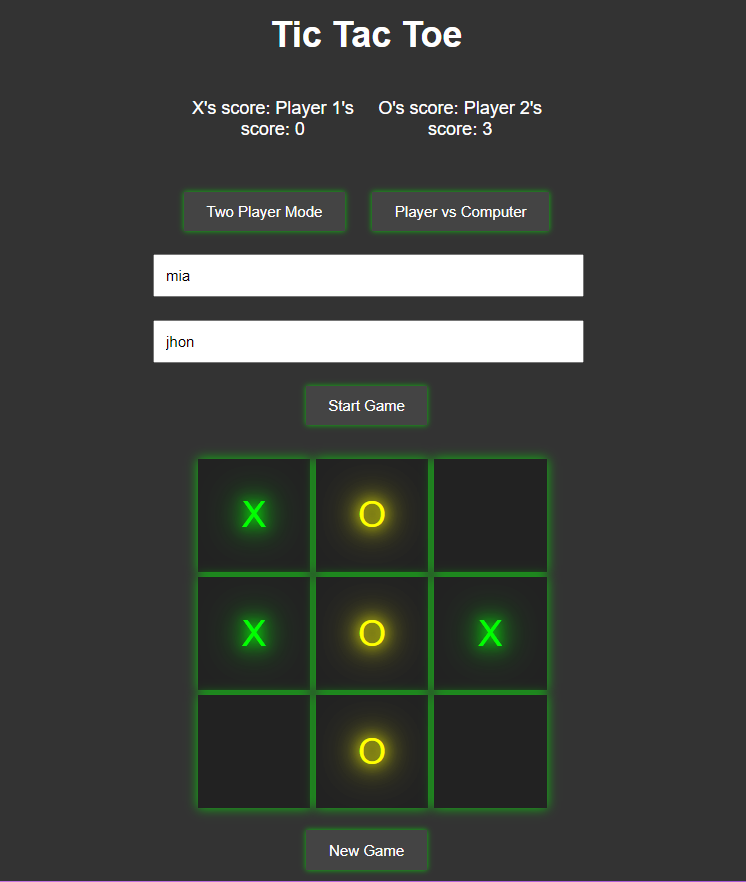 Tic Tac Toe
X's score: Player 1's
score: 0
O's score: Player 2's
score: 3
Two Player Mode
Player vs Computer
mia
jhon
Start Game
X O
X O X
O
New Game